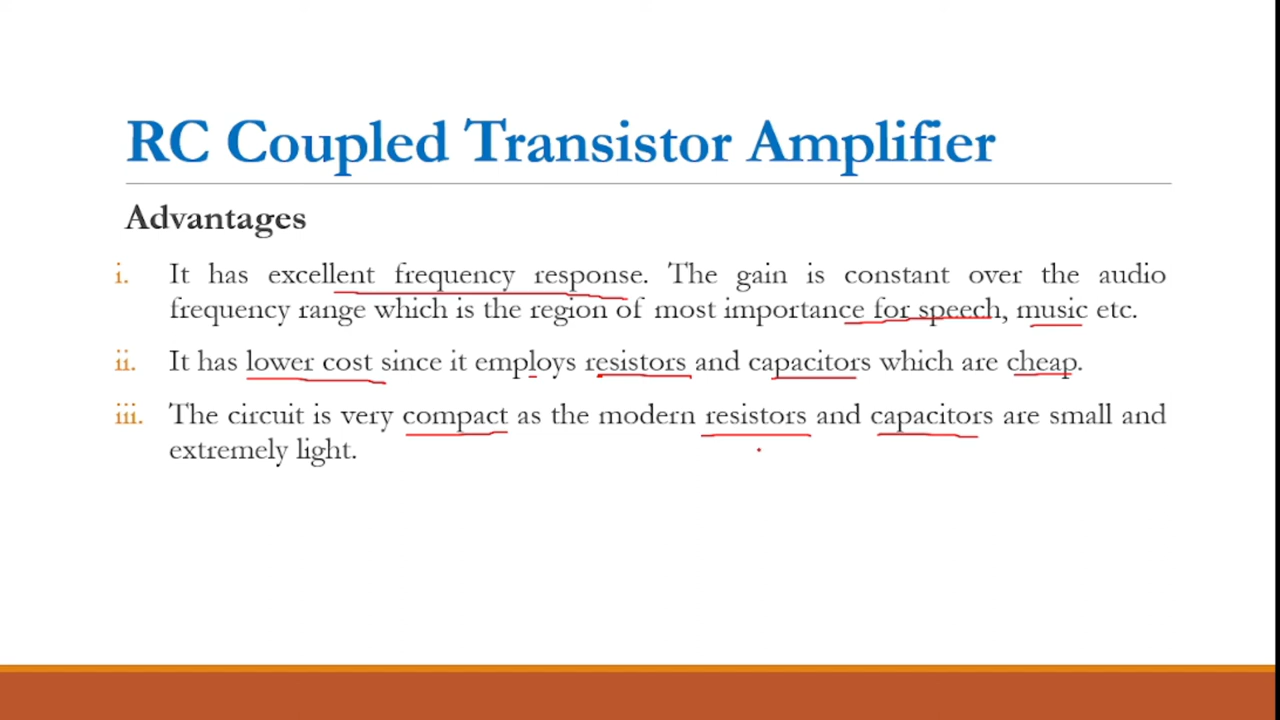 RC Coupled Transistor Amplifier
Advantages
i. It has excellent frequency response. The gain is constant over the audio
frequency range which is the region of most importance for speech, music etc.
ii. It has lower cost since it employs resistors and capacitors which are cheap.
iii. The circuit is very compact as the modern resistors and capacitors are small and
extremely light.